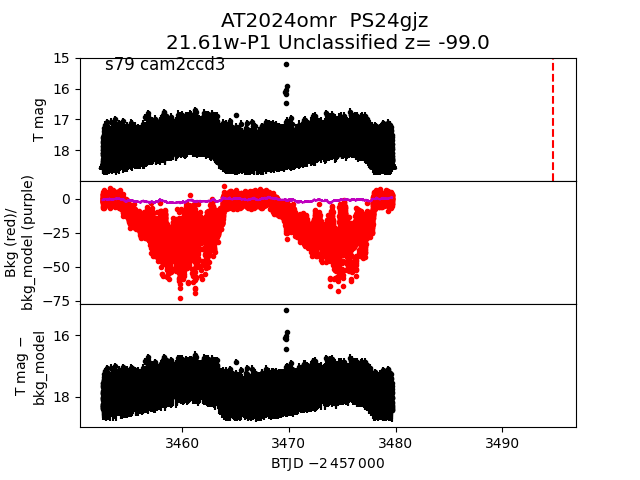 AT2024omr  PS24gjz
21.61w-P1 Unclassified z= -99.0
s79 cam2ccd3
15
16
17
18
T mag
0
−25
−50
−75
Bkg (red)/
bkg_model (purple)
16
18
T mag −
bkg_model
3460 3470 3480 3490
BTJD −2 457 000